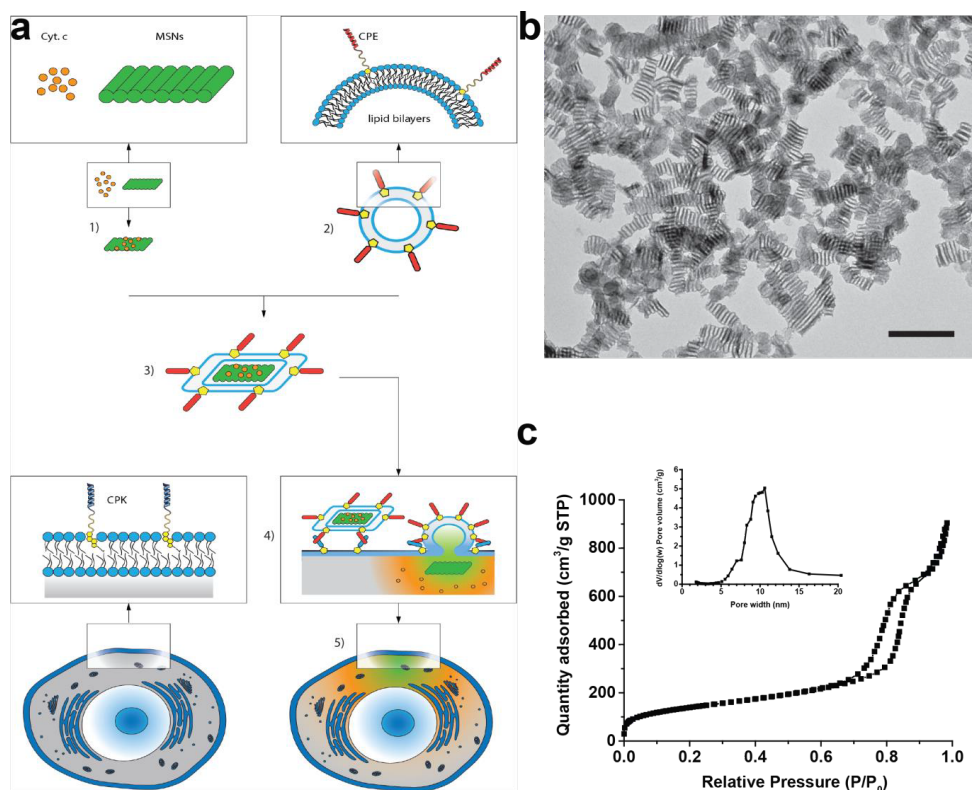 a
Cyt. c
MSNs
CPE
lipid bilayers
1)
2)
3)
CPK
4)
5)
b
c
Quantity adsorbed (cm³/g STP)
1000
800
600
400
200
0
0.0 0.2 0.4 0.6 0.8 1.0
Relative Pressure (P/P₀)
dV/dlog(w) Pore volume (cm³/g)
6
5
4
3
2
1
0
0 5 10 15 20
Pore width (nm)